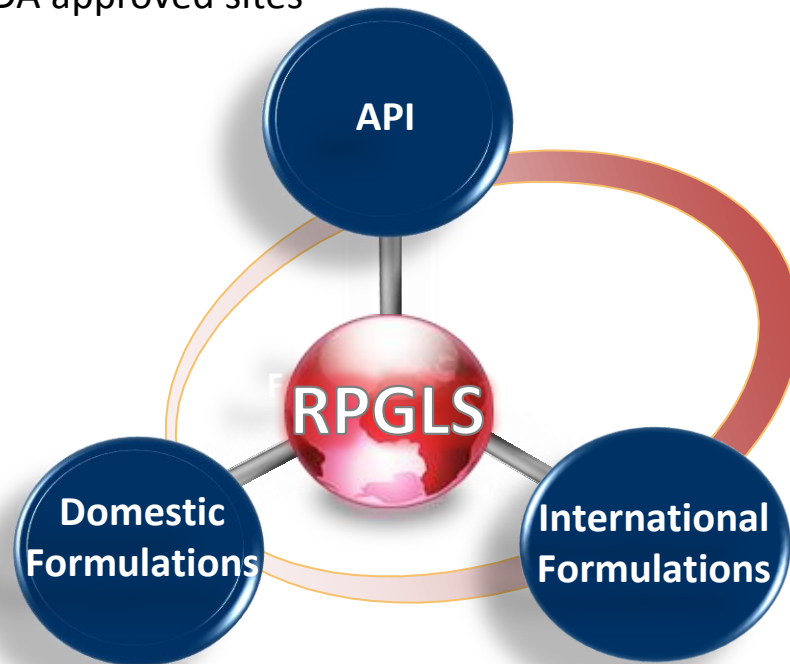 DA approved sites
API
RPGLS
Domestic
Formulations
International
Formulations